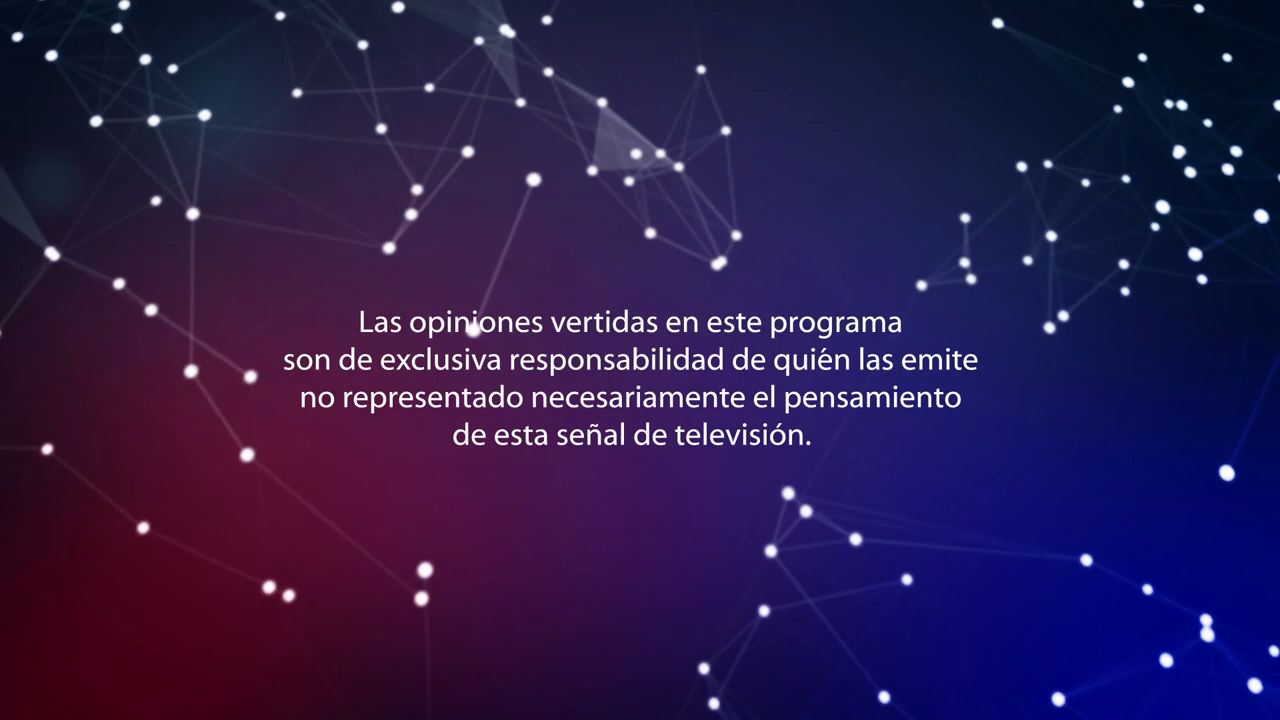 Las opiniones vertidas en este programa
son de exclusiva responsabilidad de quién las emite
no representado necesariamente el pensamiento
de esta señal de televisión.